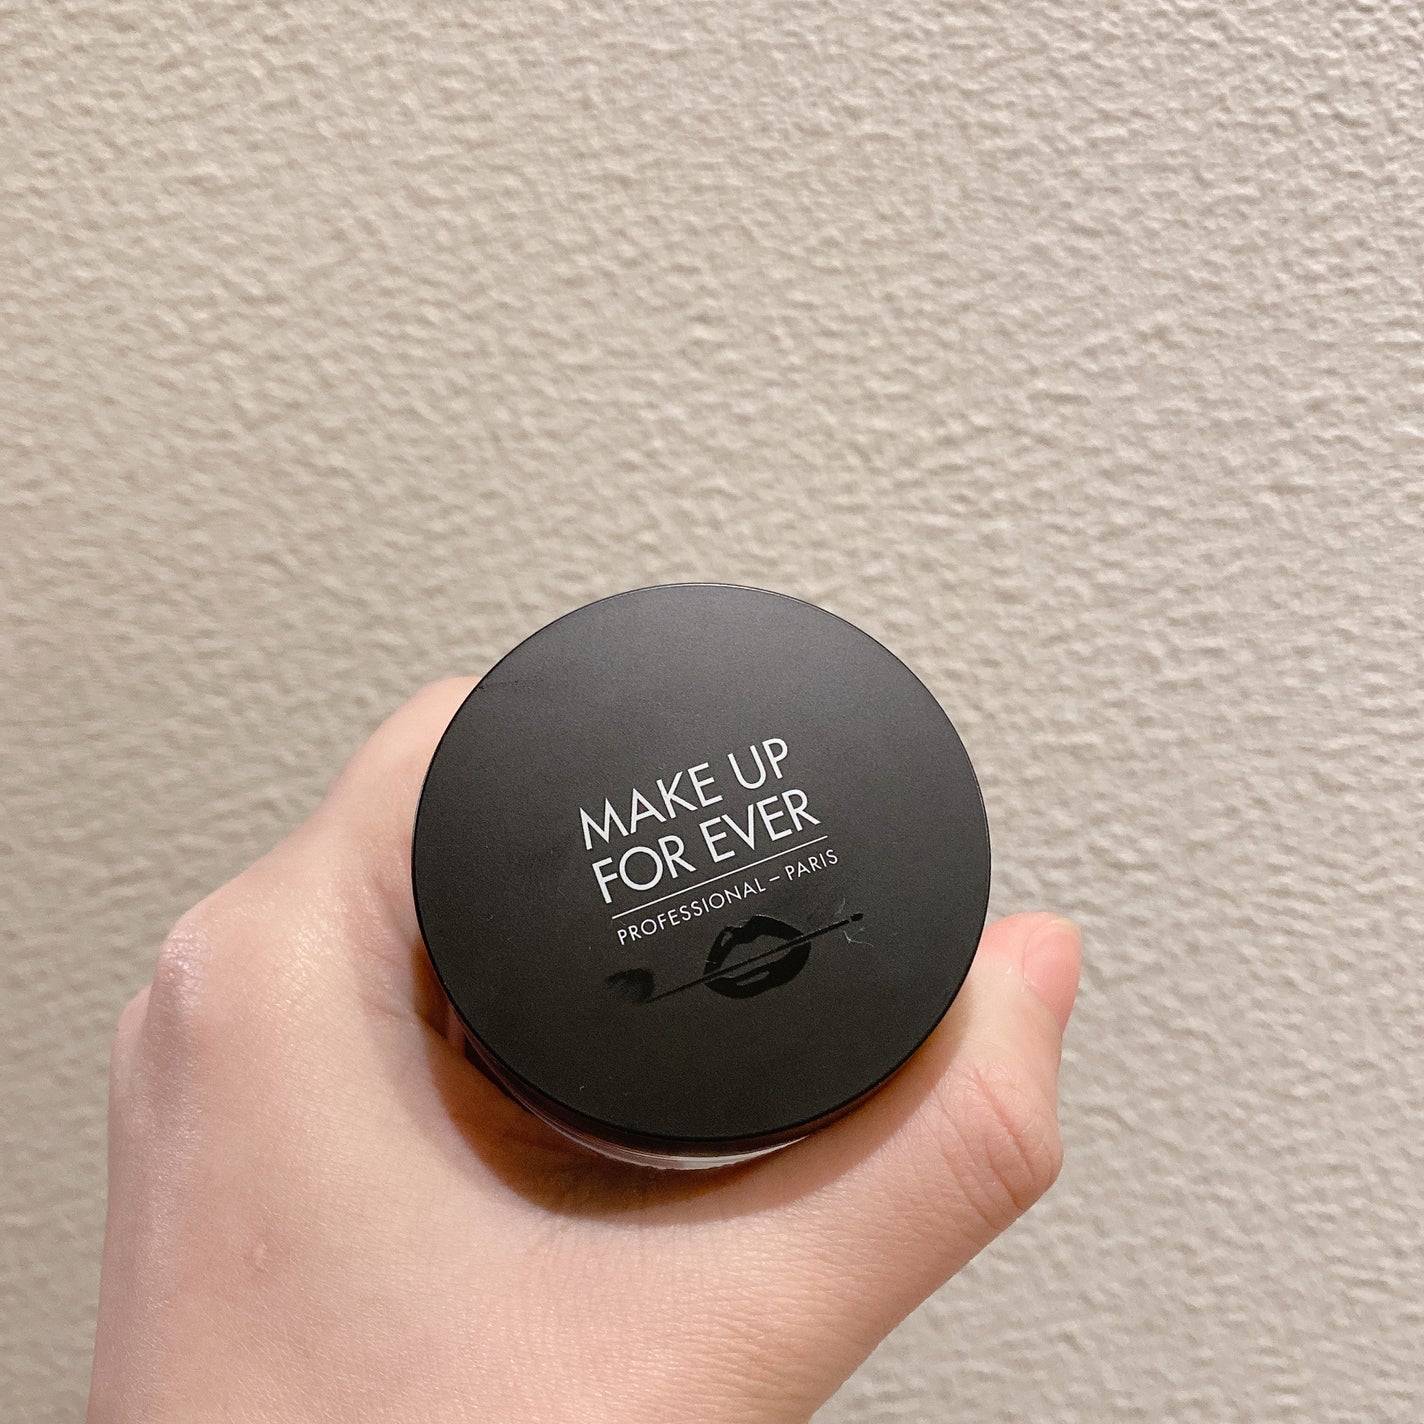 MAKE UP
FOR EVER
PROFESSIONAL – PARIS